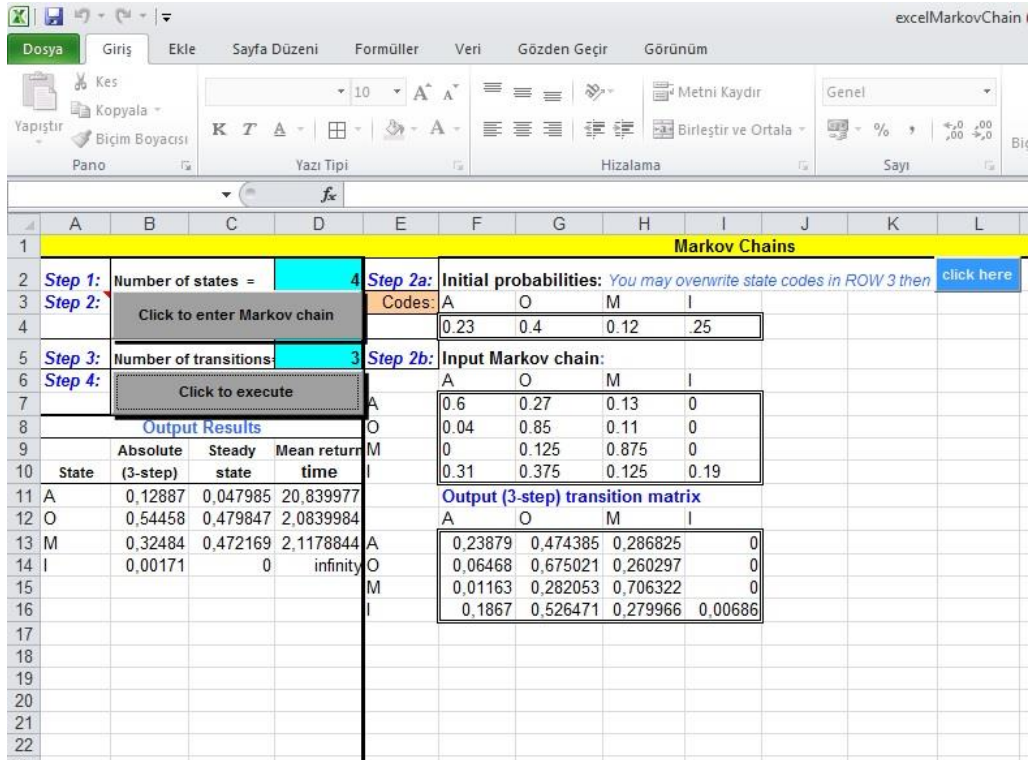 excelMarkovChain
Dosya Giriş Ekle Sayfa Düzeni Formüller Veri Gözden Geçir Görünüm
Yapıştır
Kes
Kopyala
Biçim Boyacısı
Pano
10
K T A
Yazı Tipi
Metni Kaydır
Birleştir ve Ortala
Hizalama
Genel
% ,
Sayı
fx
A B C D E F G H I J K L
1 Markov Chains
2 Step 1: Number of states = 4 Step 2a: Initial probabilities: You may overwrite state codes in ROW 3 then click here
3 Step 2: Click to enter Markov chain Codes: A O M I
4 0.23 0.4 0.12 .25
5 Step 3: Number of transitions= 3 Step 2b: Input Markov chain:
6 Step 4: Click to execute A O M I
7 A 0.6 0.27 0.13 0
8 Output Results O 0.04 0.85 0.11 0
9 Absolute Steady Mean return M 0 0.125 0.875 0
10 State (3-step) state time I 0.31 0.375 0.125 0.19
11 A 0,12887 0,047985 20,839977 Output (3-step) transition matrix
12 O 0,54458 0,479847 2,0839984 A O M I
13 M 0,32484 0,472169 2,1178844 A 0,23879 0,474385 0,286825 0
14 I 0,00171 0 infinity O 0,06468 0,675021 0,260297 0
15 M 0,01163 0,282053 0,706322 0
16 I 0,1867 0,526471 0,279966 0,00686
17
18
19
20
21
22